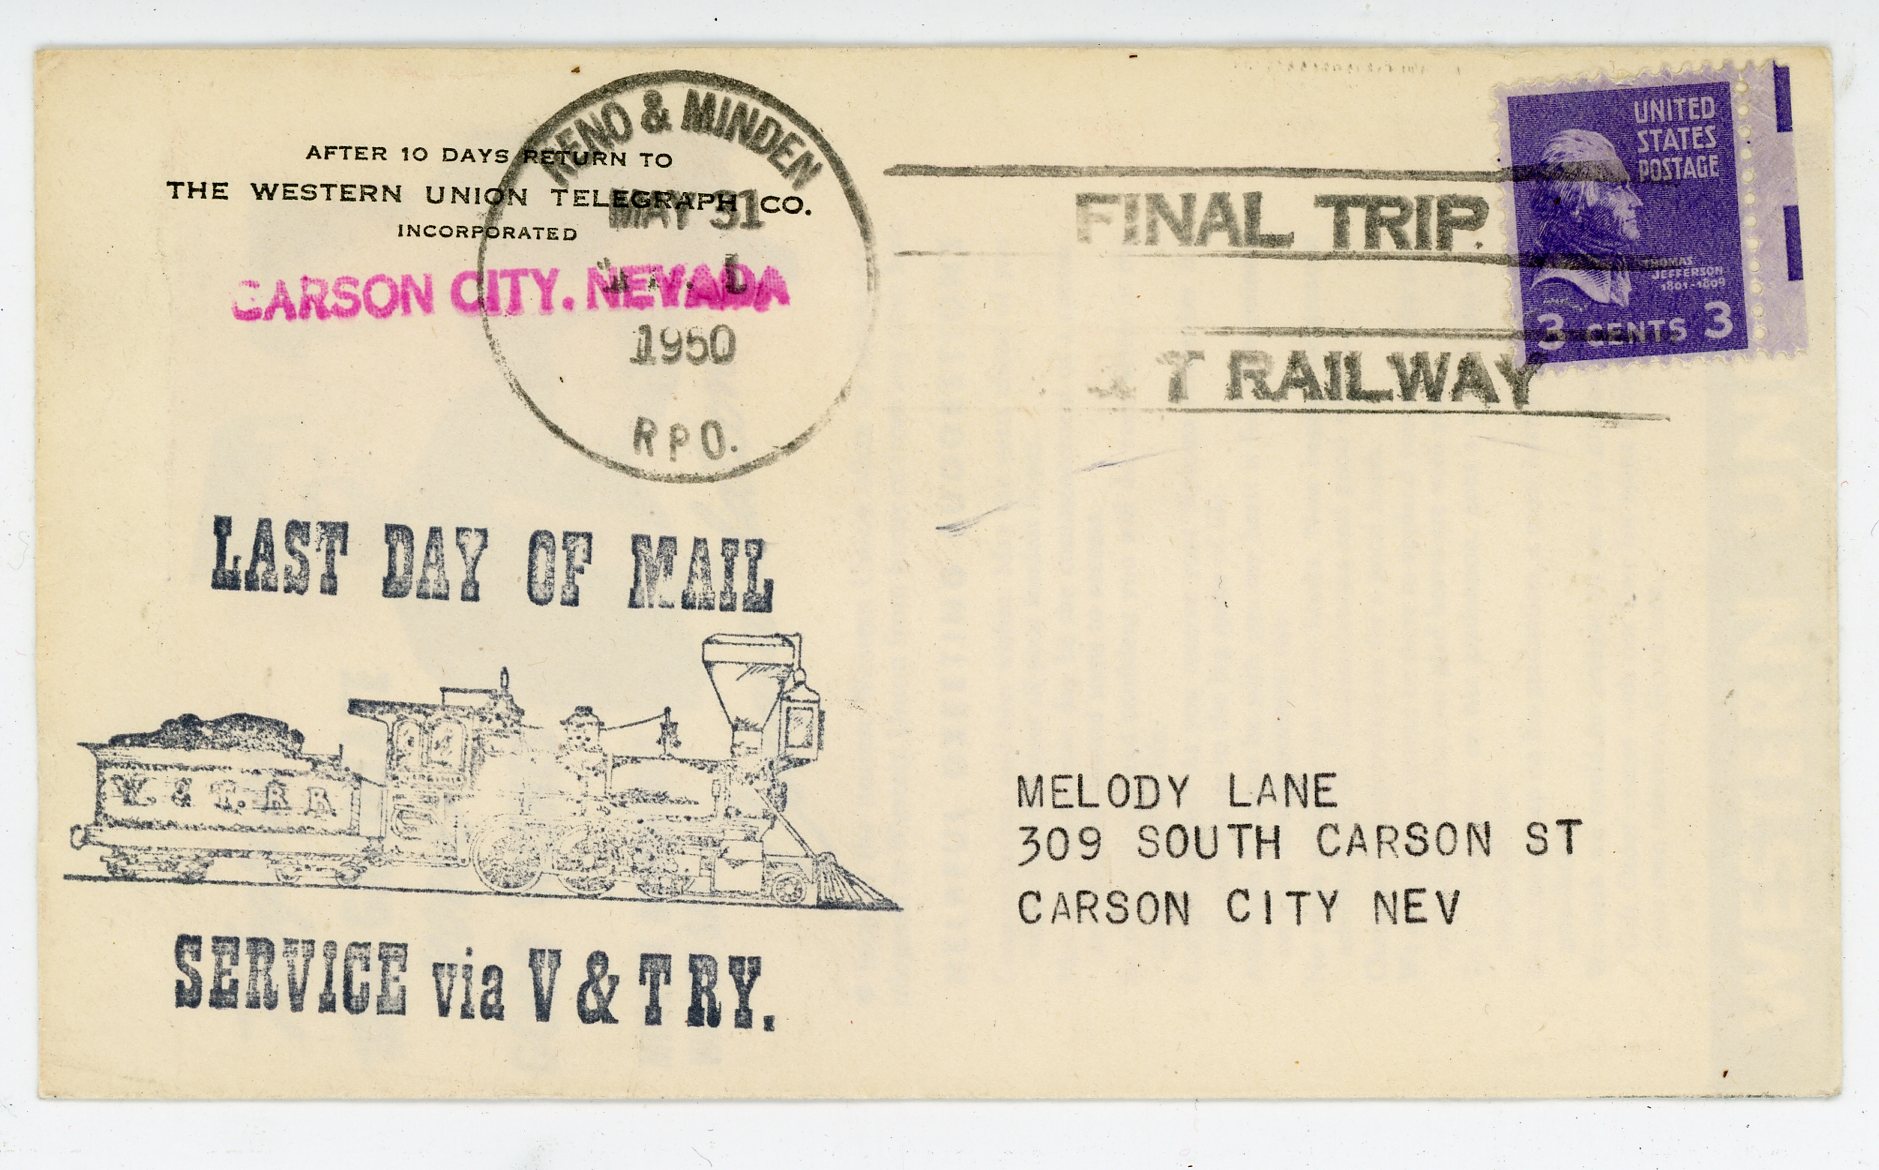 AFTER 10 DAYS RETURN TO
THE WESTERN UNION TELEGRAPH CO.
INCORPORATED
CARSON CITY. NEVADA
RENO & MINDEN
MAY 31
1950
RPO.
FINAL TRIP.
T RAILWAY
UNITED
STATES
POSTAGE
THOMAS
JEFFERSON
1801-1809
3 CENTS 3
LAST DAY OF MAIL
V. & T. R R
SERVICE via V & T RY.
MELODY LANE
309 SOUTH CARSON ST
CARSON CITY NEV